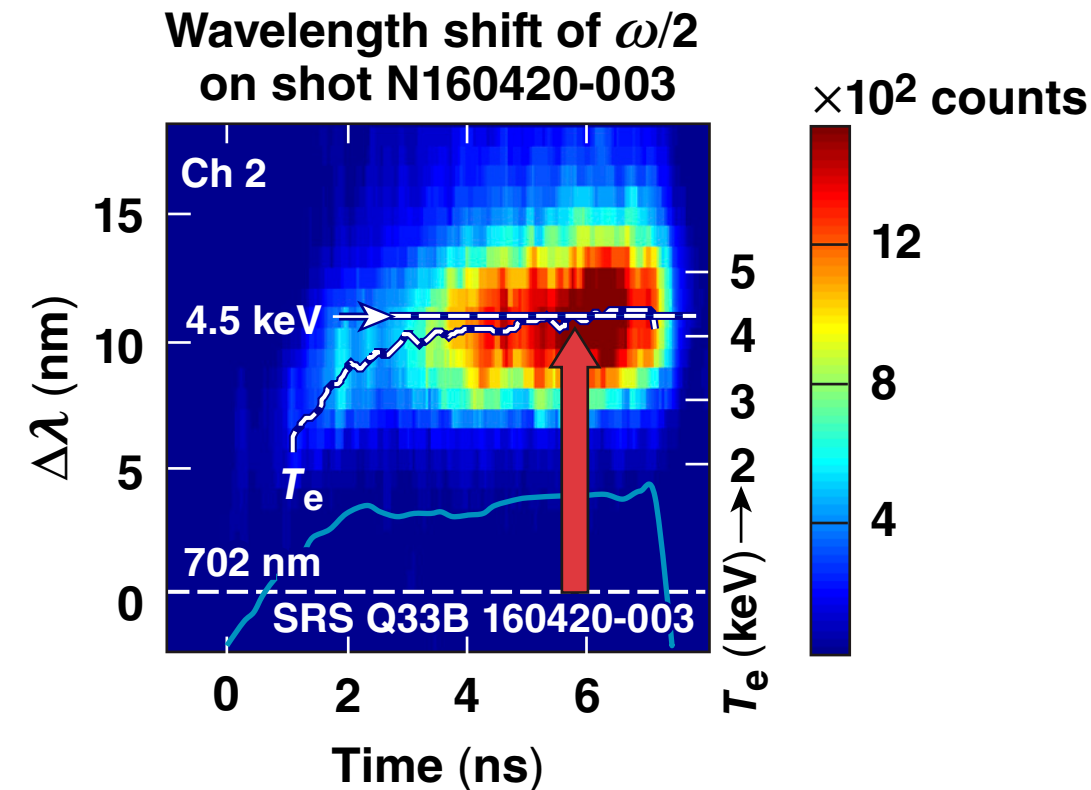 Wavelength shift of ω/2
on shot N160420-003
×10² counts
Ch 2
15
10
5
0
Δλ (nm)
4.5 keV
Te
702 nm
SRS Q33B 160420-003
5
4
3
2
Te (keV)
12
8
4
0
2
4
6
Time (ns)